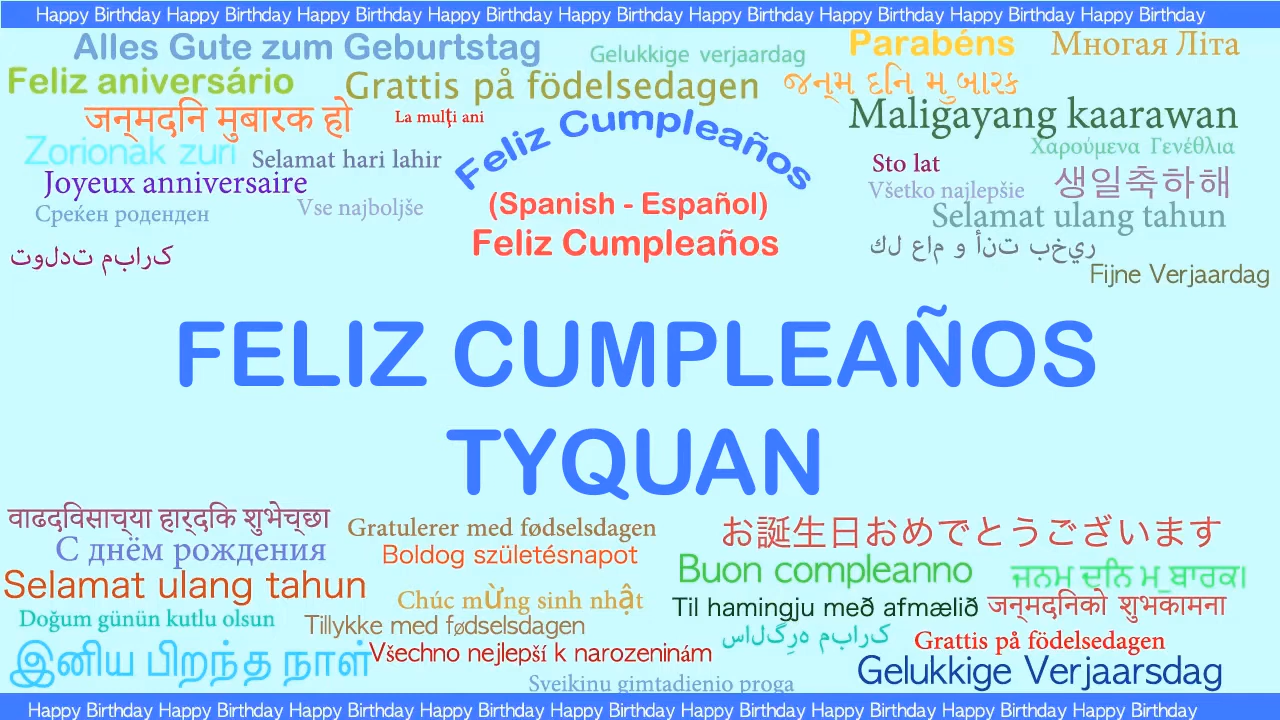 Happy Birthday Happy Birthday Happy Birthday Happy Birthday Happy Birthday Happy Birthday Happy Birthday Happy Birthday Happy Birthday
Alles Gute zum Geburtstag
Gelukkige verjaardag
Parabéns
Многая Літа
Feliz aniversário
Grattis på födelsedagen
જન્મ દિન મુબારક
जन्मदिन मुबारक हो
La mulţi ani
Feliz Cumpleaños
Maligayang kaarawan
Zorionak zuri
Selamat hari lahir
Χαρούμενα Γενέθλια
Sto lat
Joyeux anniversaire
Všetko najlepšie
생일축하해
Среќен роденден
Vse najboljše
(Spanish - Español)
Selamat ulang tahun
Feliz Cumpleaños
تولدت مبارک
كل عام و أنت بخير
Fijne Verjaardag
FELIZ CUMPLEAÑOS
TYQUAN
वाढदिवसाच्या हार्दिक शुभेच्छा
Gratulerer med fødselsdagen
お誕生日おめでとうございます
С днём рождения
Boldog születésnapot
Buon compleanno
ਜਨਮ ਦਿਨ ਮੁਬਾਰਕ।
Selamat ulang tahun
Chúc mừng sinh nhật
Til hamingju með afmælið
जन्मदिनको शुभकामना
Doğum günün kutlu olsun
Tillykke med fødselsdagen
سالگرہ مبارک
Grattis på födelsedagen
இனிய பிறந்த நாள்
Všechno nejlepší k narozeninám
Gelukkige Verjaarsdag
Sveikinu gimtadienio proga
Happy Birthday Happy Birthday Happy Birthday Happy Birthday Happy Birthday Happy Birthday Happy Birthday Happy Birthday Happy Birthday